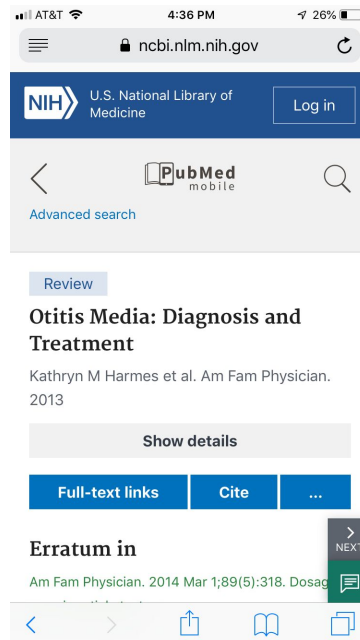 AT&T 4:36 PM 26%
ncbi.nlm.nih.gov
NIH U.S. National Library of
Medicine
Log in
PubMed
mobile
Advanced search
Review
Otitis Media: Diagnosis and
Treatment
Kathryn M Harmes et al. Am Fam Physician.
2013
Show details
Full-text links Cite ...
NEXT
Erratum in
Am Fam Physician. 2014 Mar 1;89(5):318. Dosag